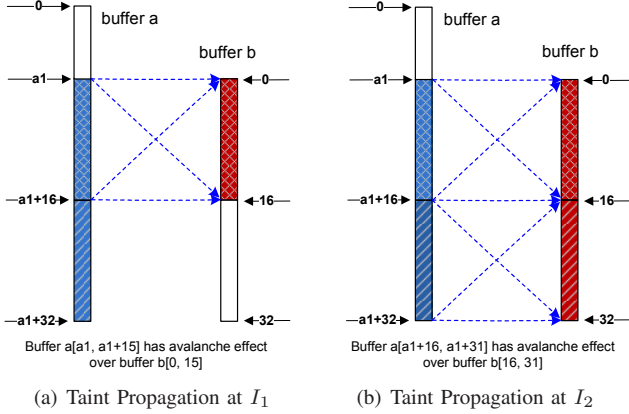 0
buffer a
buffer b
a1
0
a1+16
16
a1+32
32
Buffer a[a1, a1+15] has avalanche effect
over buffer b[0, 15]
(a) Taint Propagation at I1
0
buffer a
buffer b
a1
0
a1+16
16
a1+32
32
Buffer a[a1+16, a1+31] has avalanche effect
over buffer b[16, 31]
(b) Taint Propagation at I2